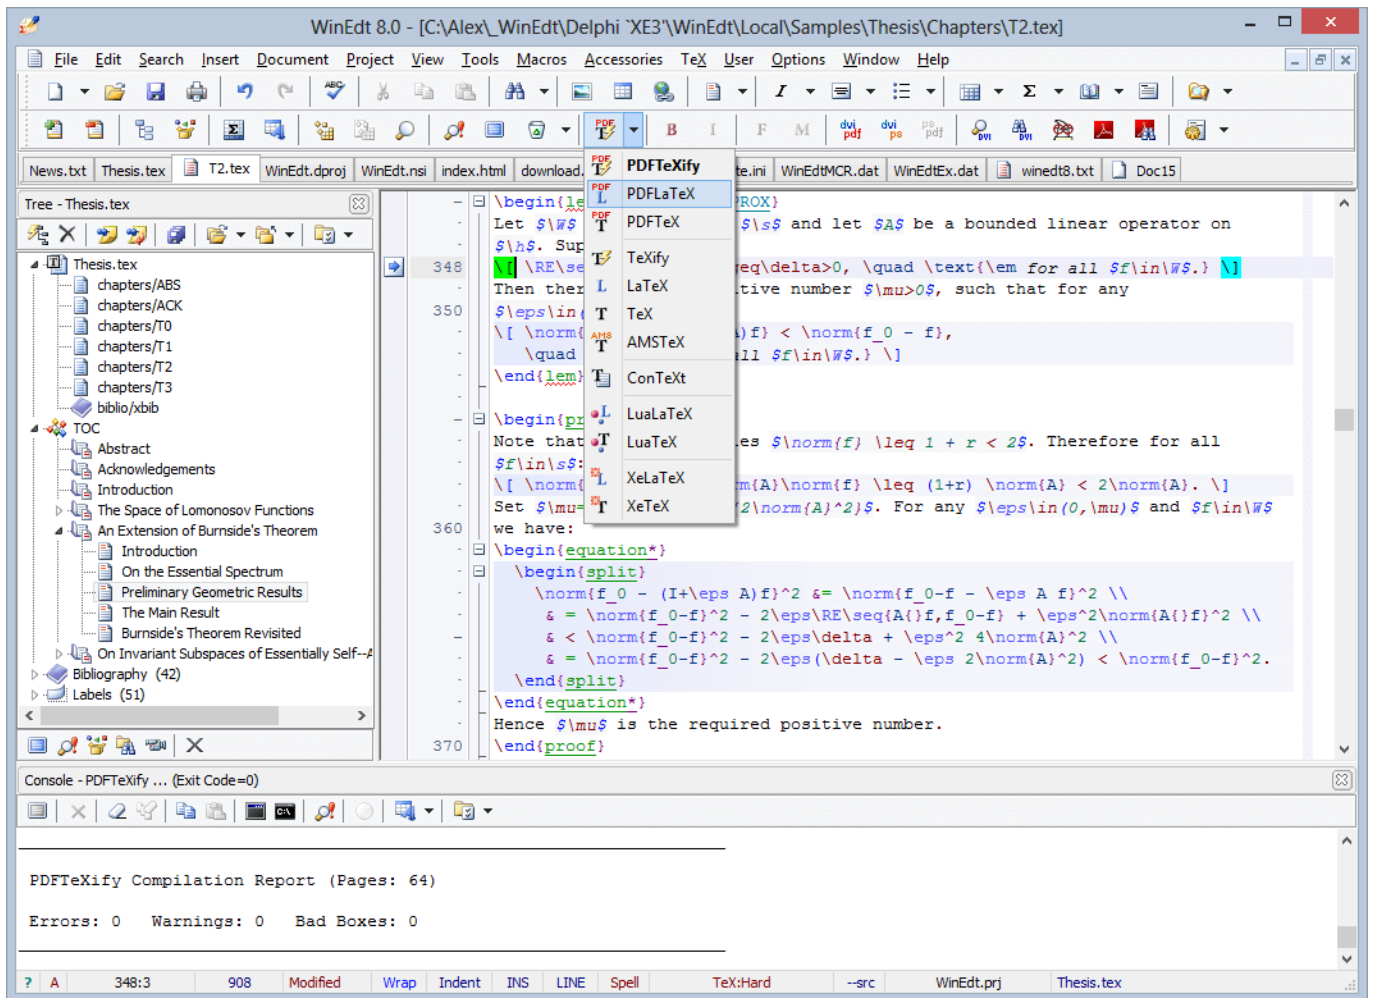 WinEdt 8.0 - [C:\Alex\_WinEdt\Delphi `XE3'\WinEdt\Local\Samples\Thesis\Chapters\T2.tex]
File Edit Search Insert Document Project View Tools Macros Accessories TeX User Options Window Help
News.txt Thesis.tex T2.tex WinEdt.dproj WinEdt.nsi index.html download. te.ini WinEdtMCR.dat WinEdtEx.dat winedt8.txt Doc15
PDFTeXify
PDFLaTeX
PDFTeX
TeXify
LaTeX
TeX
AMSTeX
ConTeXt
LuaLaTeX
LuaTeX
XeLaTeX
XeTeX
Tree - Thesis.tex
Thesis.tex
chapters/ABS
chapters/ACK
chapters/T0
chapters/T1
chapters/T2
chapters/T3
biblio/xbib
TOC
Abstract
Acknowledgements
Introduction
The Space of Lomonosov Functions
An Extension of Burnside's Theorem
Introduction
On the Essential Spectrum
Preliminary Geometric Results
The Main Result
Burnside's Theorem Revisited
On Invariant Subspaces of Essentially Self--A
Bibliography (42)
Labels (51)
\begin{le PROX}
Let $\W$ $\s$ and let $A$ be a bounded linear operator on
$\h$. Sup
348 \[ \RE\se geq\delta>0, \quad \text{\em for all $f\in\W$.} \]
Then ther tive number $\mu>0$, such that for any
350 $\eps\in(
\[ \norm{ A)f} < \norm{f_0 - f},
\quad all $f\in\W$.} \]
\end{lem}
\begin{pr
Note that es $\norm{f} \leq 1 + r < 2$. Therefore for all
$f\in\s$:
\[ \norm{ rm{A}\norm{f} \leq (1+r) \norm{A} < 2\norm{A}. \]
Set $\mu= 2\norm{A}^2}$. For any $\eps\in(0,\mu)$ and $f\in\W$
360 we have:
\begin{equation*}
\begin{split}
\norm{f_0 - (I+\eps A)f}^2 &= \norm{f_0-f - \eps A f}^2 \\
& = \norm{f_0-f}^2 - 2\eps\RE\seq{A{}f,f_0-f} + \eps^2\norm{A{}f}^2 \\
& < \norm{f_0-f}^2 - 2\eps\delta + \eps^2 4\norm{A}^2 \\
& = \norm{f_0-f}^2 - 2\eps(\delta - \eps 2\norm{A}^2) < \norm{f_0-f}^2.
\end{split}
\end{equation*}
Hence $\mu$ is the required positive number.
370 \end{proof}
Console - PDFTeXify ... (Exit Code=0)
PDFTeXify Compilation Report (Pages: 64)
Errors: 0 Warnings: 0 Bad Boxes: 0
? A 348:3 908 Modified Wrap Indent INS LINE Spell TeX:Hard --src WinEdt.prj Thesis.tex